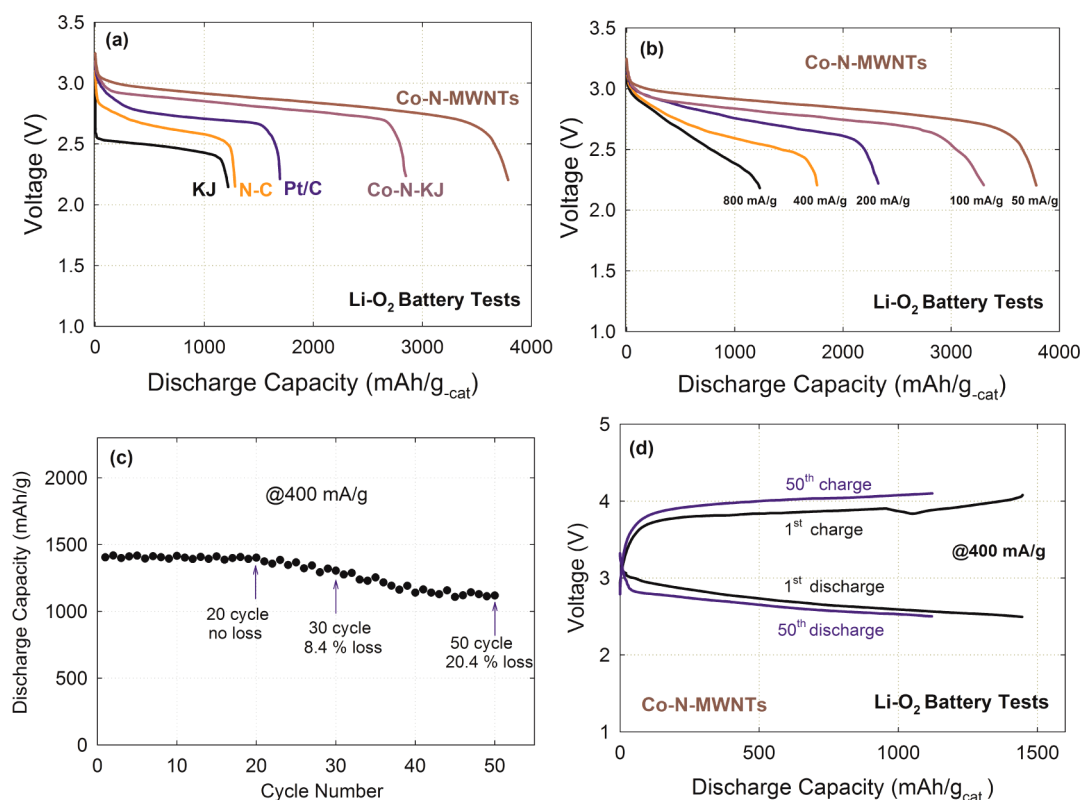 (a)
3.5
3.0
2.5
2.0
1.5
1.0
Voltage (V)
Co-N-MWNTs
KJ
N-C
Pt/C
Co-N-KJ
Li-O₂ Battery Tests
0
1000
2000
3000
4000
Discharge Capacity (mAh/g-cat)
(b)
3.5
3.0
2.5
2.0
1.5
1.0
Voltage (V)
Co-N-MWNTs
800 mA/g
400 mA/g
200 mA/g
100 mA/g
50 mA/g
Li-O₂ Battery Tests
0
1000
2000
3000
4000
Discharge Capacity (mAh/g-cat)
(c)
2000
1500
1000
500
0
Discharge Capacity (mAh/g)
@400 mA/g
20 cycle
no loss
30 cycle
8.4 % loss
50 cycle
20.4 % loss
0
10
20
30
40
50
Cycle Number
(d)
5
4
3
2
1
Voltage (V)
50th charge
1st charge
@400 mA/g
1st discharge
50th discharge
Co-N-MWNTs
Li-O₂ Battery Tests
0
500
1000
1500
Discharge Capacity (mAh/gcat)